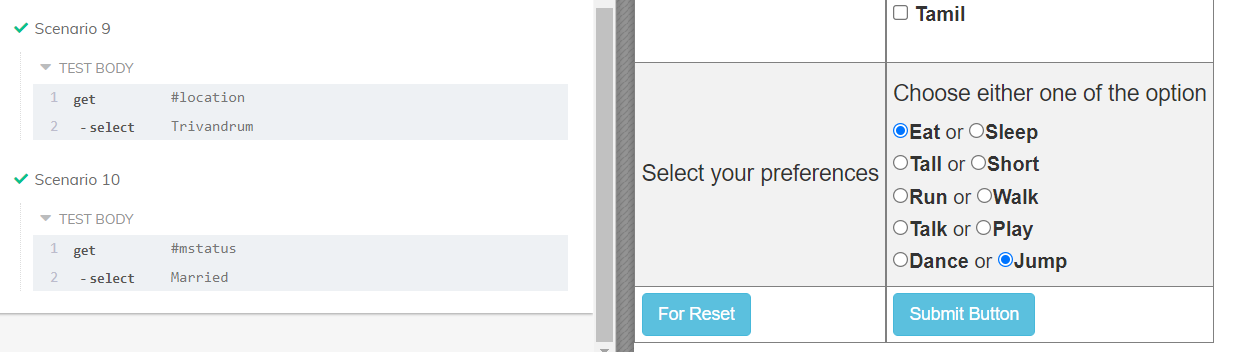 Scenario 9
TEST BODY
1 get #location
2 -select Trivandrum
Scenario 10
TEST BODY
1 get #mstatus
2 -select Married
Tamil
Select your preferences
Choose either one of the option
Eat or Sleep
Tall or Short
Run or Walk
Talk or Play
Dance or Jump
For Reset
Submit Button